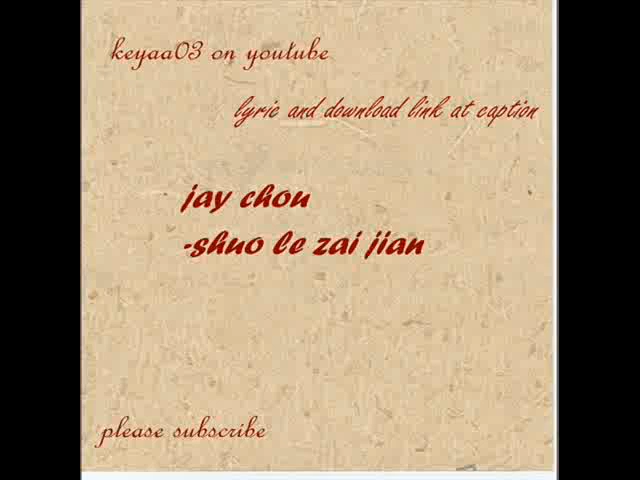 keyaa03 on youtube
lyric and download link at caption
jay chou
-shuo le zai jian
please subscribe